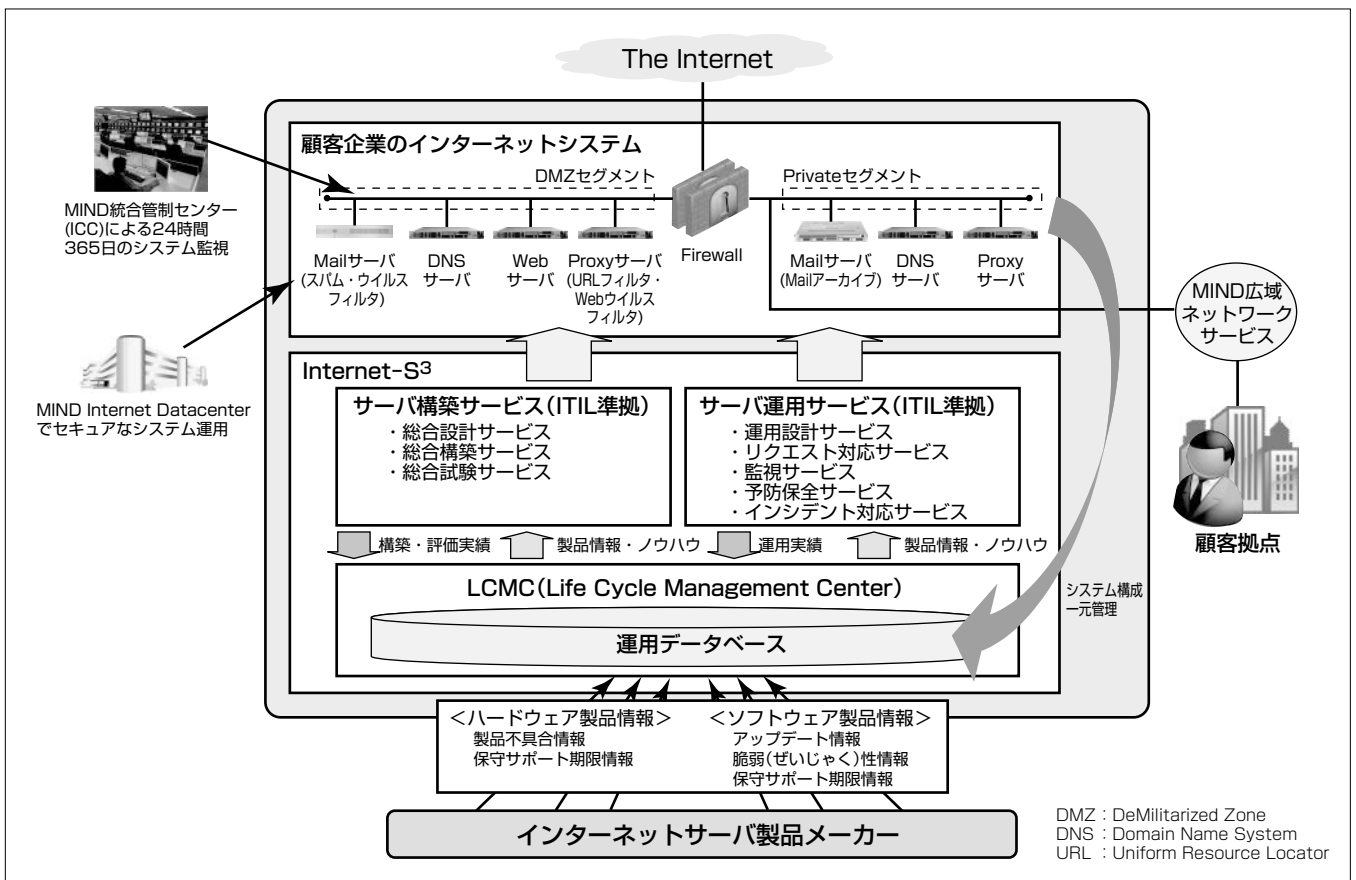 The Internet
顧客企業のインターネットシステム
DMZセグメント
Privateセグメント
MIND統合管制センター
(ICC)による24時間
365日のシステム監視
Mailサーバ
(スパム・ウイルス
フィルタ)
DNS
サーバ
Web
サーバ
Proxyサーバ
(URLフィルタ・
Webウイルス
フィルタ)
Firewall
Mailサーバ
(Mailアーカイブ)
DNS
サーバ
Proxy
サーバ
MIND広域
ネットワーク
サービス
MIND Internet Datacenter
でセキュアなシステム運用
顧客拠点
Internet-S³
サーバ構築サービス(ITIL準拠)
・総合設計サービス
・総合構築サービス
・総合試験サービス
サーバ運用サービス(ITIL準拠)
・運用設計サービス
・リクエスト対応サービス
・監視サービス
・予防保全サービス
・インシデント対応サービス
構築・評価実績
製品情報・ノウハウ
運用実績
製品情報・ノウハウ
LCMC(Life Cycle Management Center)
運用データベース
システム構成
一元管理
<ハードウェア製品情報>
製品不具合情報
保守サポート期限情報
<ソフトウェア製品情報>
アップデート情報
脆弱(ぜいじゃく)性情報
保守サポート期限情報
インターネットサーバ製品メーカー
DMZ:DeMilitarized Zone
DNS:Domain Name System
URL:Uniform Resource Locator